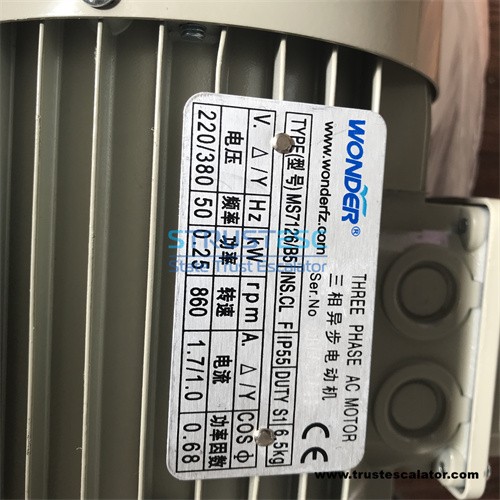 WONDER®
www.wonderfz.com
THREE PHASE AC MOTOR
三相异步电动机
Ser.No
CE
TYPE(型号) MS7126/B5 INS.CL F IP55 DUTY S1 6.5kg
V. △/Y Hz kW rpm A. △/Y COSΦ
电压 频率 功率 转速 电流 功率因数
220/380 50 0.25 860 1.7/1.0 0.68
STRUSTESC
State Trust Escalator
www.trustescalator.com